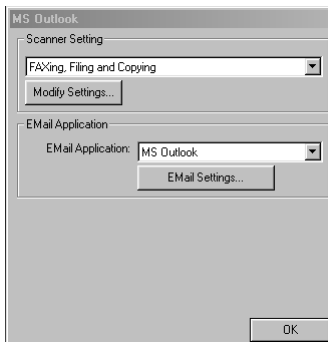 MS Outlook
Scanner Setting
FAXing, Filing and Copying
Modify Settings...
EMail Application
EMail Application: MS Outlook
EMail Settings...
OK